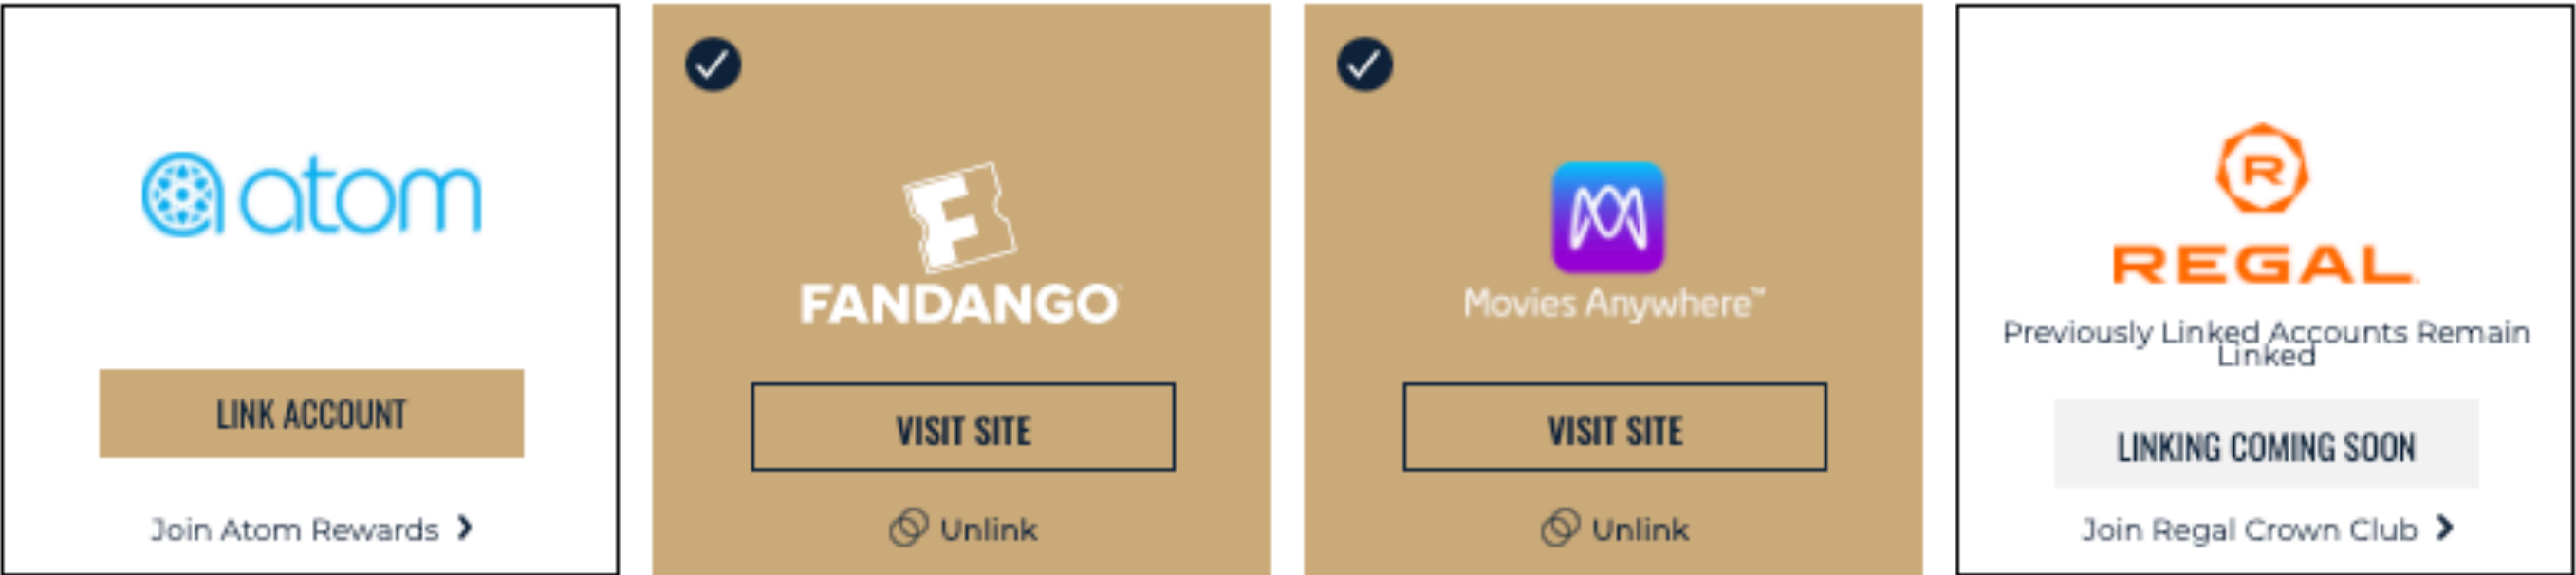 atom
LINK ACCOUNT
Join Atom Rewards
FANDANGO
VISIT SITE
Unlink
Movies Anywhere™
VISIT SITE
Unlink
R
REGAL
Previously Linked Accounts Remain
Linked
LINKING COMING SOON
Join Regal Crown Club